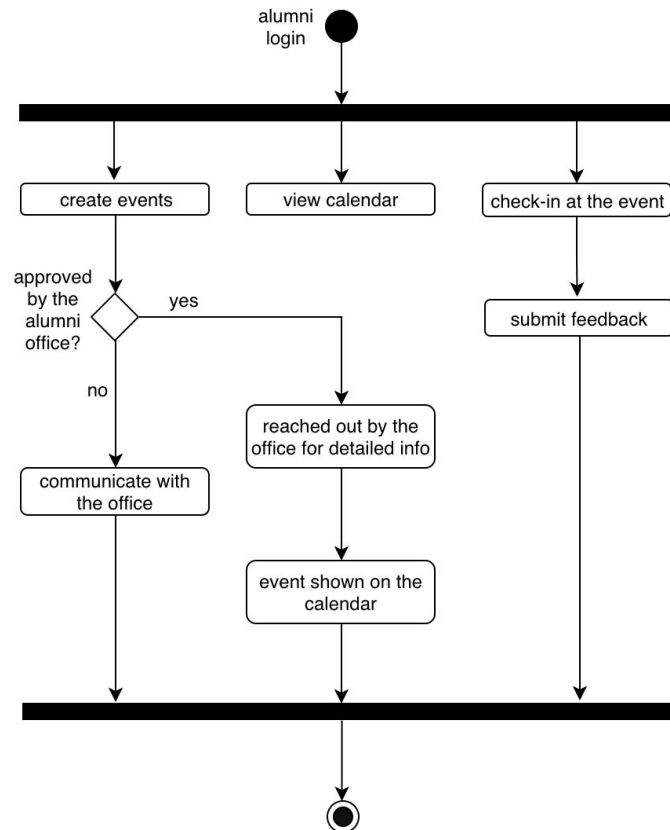 alumni
login
create events
view calendar
check-in at the event
approved
by the
alumni
office?
yes
submit feedback
no
reached out by the
office for detailed info
communicate with
the office
event shown on the
calendar